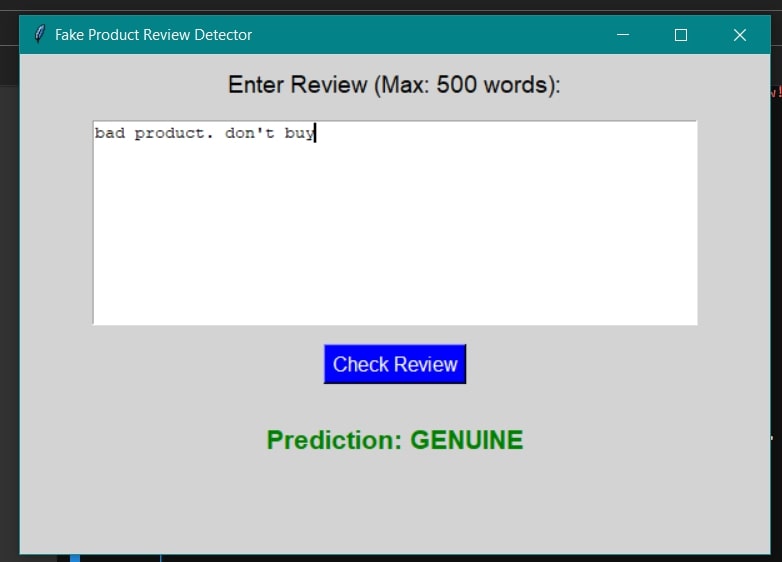 Fake Product Review Detector
Enter Review (Max: 500 words):
bad product. don't buy
Check Review
Prediction: GENUINE